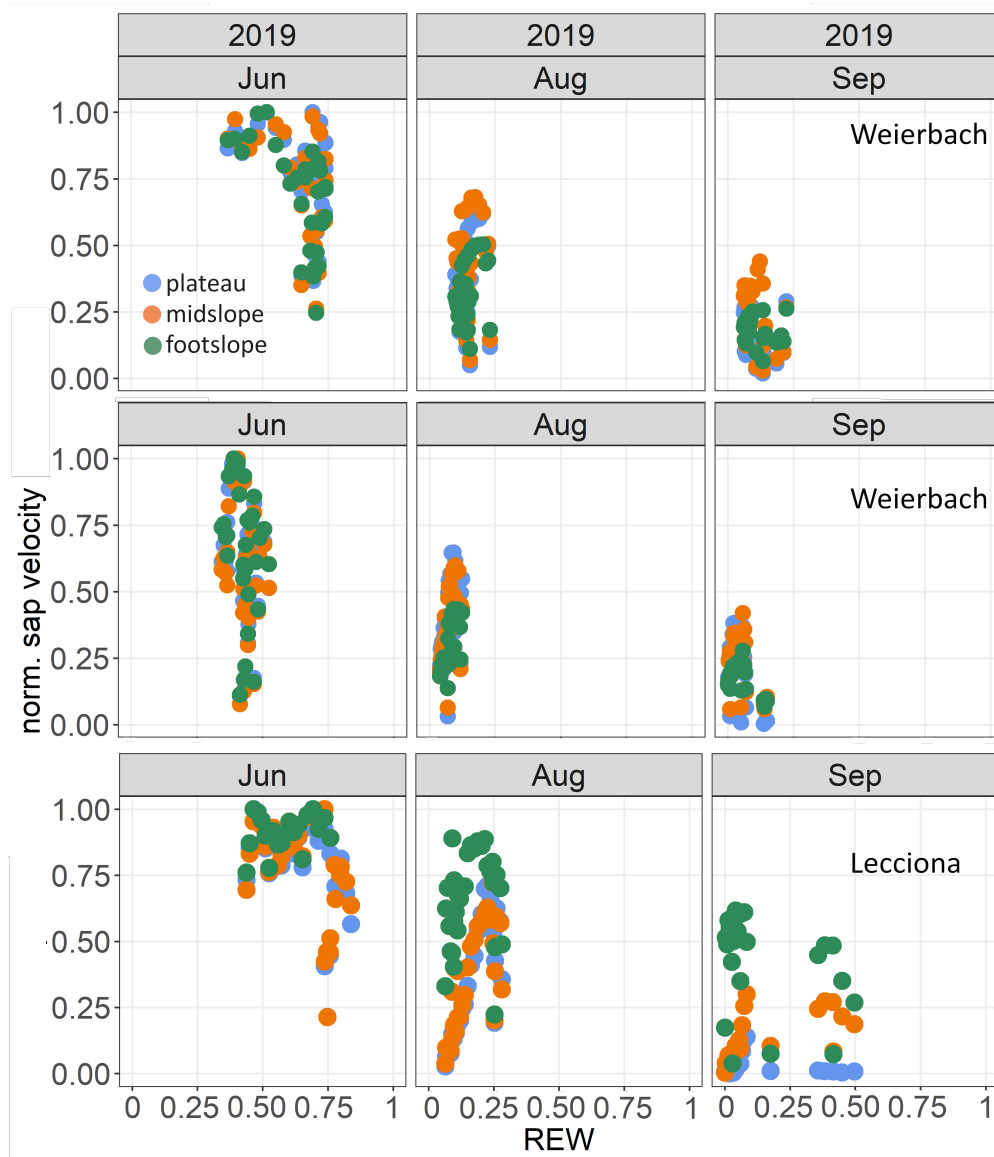 2019 2019 2019
Jun Aug Sep
1.00
Weierbach
0.75
0.50
plateau
0.25
midslope
footslope
0.00
Jun Aug Sep
1.00
Weierbach
0.75
0.50
0.25
0.00
norm. sap velocity
Jun Aug Sep
1.00
Lecciona
0.75
0.50
0.25
0.00
0 0.25 0.50 0.75 1 0 0.25 0.50 0.75 1 0 0.25 0.50 0.75 1
REW